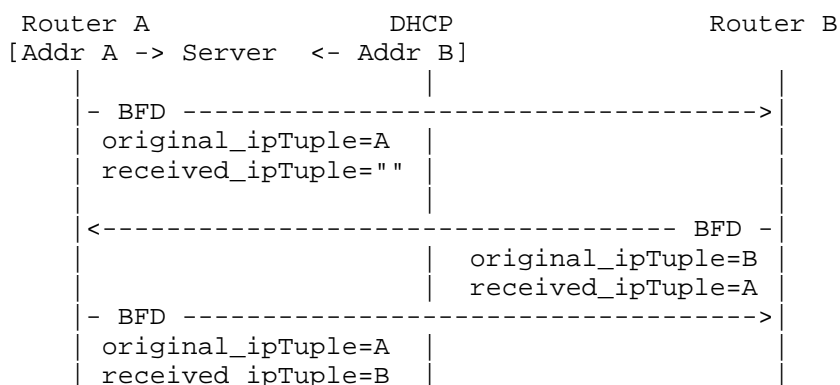 Router A               DHCP                Router B
[Addr A -> Server  <- Addr B]
    |                     |                     |
    |- BFD ------------------------------------>|
    | original_ipTuple=A  |                     |
    | received_ipTuple="" |                     |
    |                     |                     |
    |<------------------------------------ BFD -|
    |                     |  original_ipTuple=B |
    |                     |  received_ipTuple=A |
    |- BFD ------------------------------------>|
    | original_ipTuple=A  |                     |
    | received_ipTuple=B  |                     |